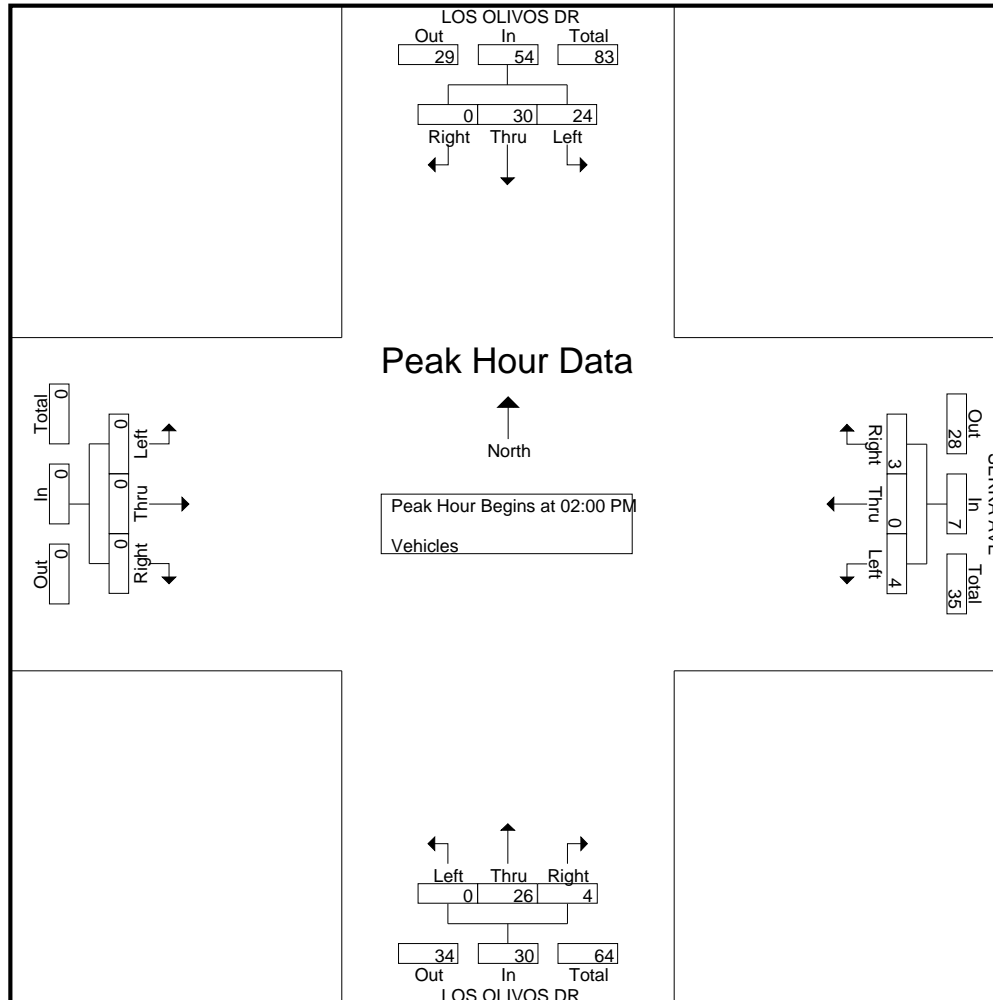 LOS OLIVOS DR
Out In Total
29 54 83
0 30 24
Right Thru Left
Peak Hour Data
North
Peak Hour Begins at 02:00 PM
Vehicles
Total In Out
0 0 0
0 0 0
Left Thru Right
Right Thru Left
3 0 4
28 7 35
Out In Total
Left Thru Right
0 26 4
34 30 64
Out In Total
LOS OLIVOS DR